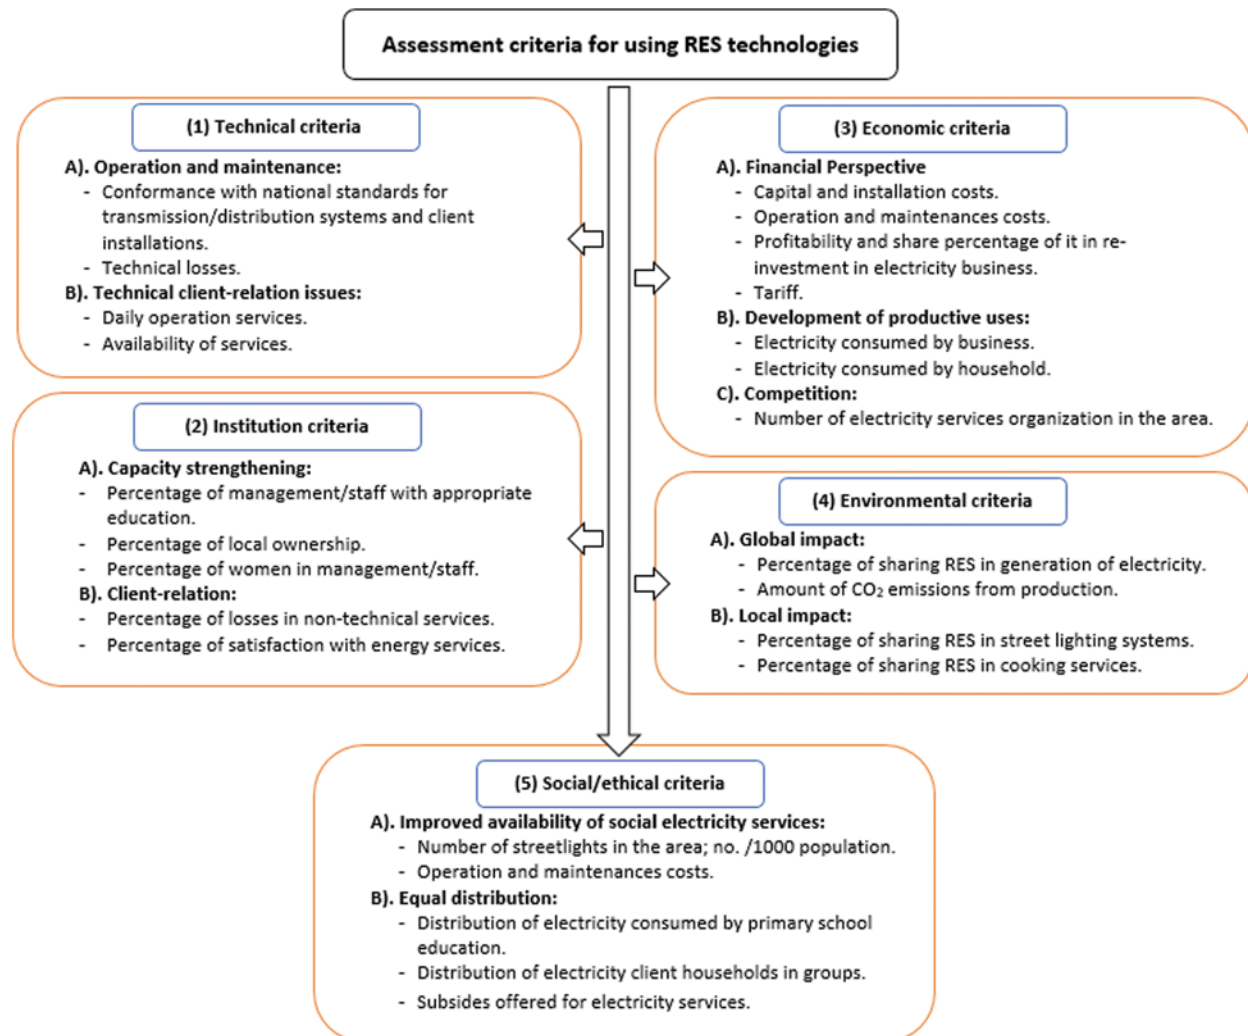 Assessment criteria for using RES technologies
(1) Technical criteria
A). Operation and maintenance:
- Conformance with national standards for
transmission/distribution systems and client
installations.
- Technical losses.
B). Technical client-relation issues:
- Daily operation services.
- Availability of services.
(2) Institution criteria
A). Capacity strengthening:
- Percentage of management/staff with appropriate
education.
- Percentage of local ownership.
- Percentage of women in management/staff.
B). Client-relation:
- Percentage of losses in non-technical services.
- Percentage of satisfaction with energy services.
(3) Economic criteria
A). Financial Perspective
- Capital and installation costs.
- Operation and maintenances costs.
- Profitability and share percentage of it in re-
investment in electricity business.
- Tariff.
B). Development of productive uses:
- Electricity consumed by business.
- Electricity consumed by household.
C). Competition:
- Number of electricity services organization in the area.
(4) Environmental criteria
A). Global impact:
- Percentage of sharing RES in generation of electricity.
- Amount of CO₂ emissions from production.
B). Local impact:
- Percentage of sharing RES in street lighting systems.
- Percentage of sharing RES in cooking services.
(5) Social/ethical criteria
A). Improved availability of social electricity services:
- Number of streetlights in the area; no. /1000 population.
- Operation and maintenances costs.
B). Equal distribution:
- Distribution of electricity consumed by primary school
education.
- Distribution of electricity client households in groups.
- Subsides offered for electricity services.